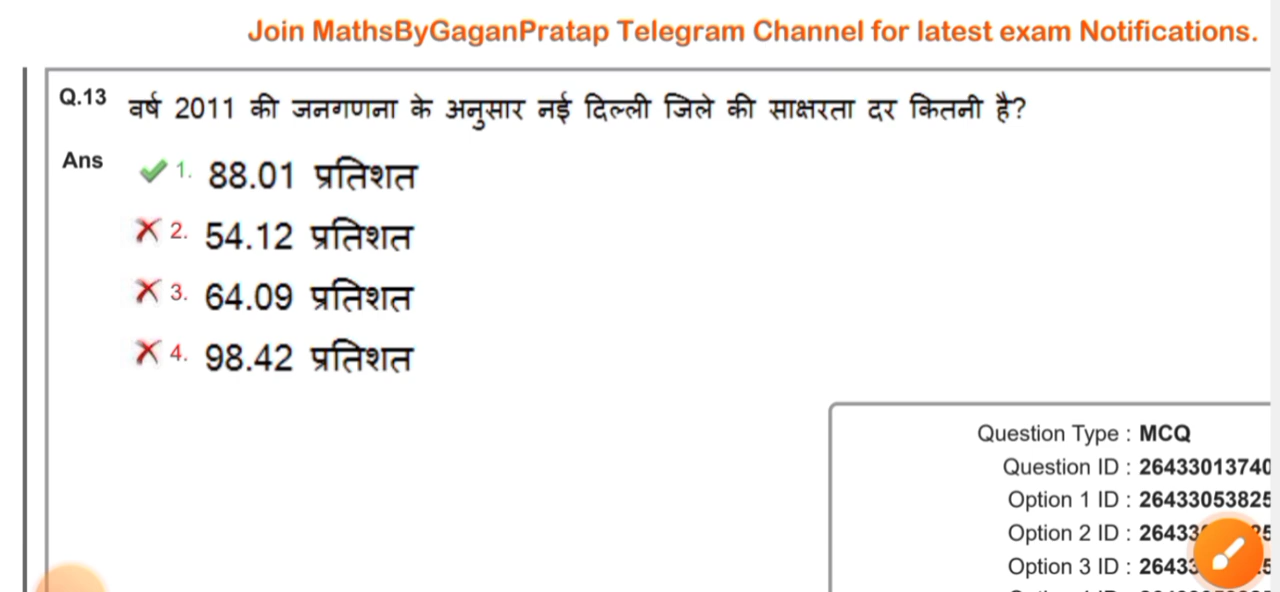 Join MathsByGaganPratap Telegram Channel for latest exam Notifications.
Q.13 वर्ष 2011 की जनगणना के अनुसार नई दिल्ली जिले की साक्षरता दर कितनी है?
Ans 1. 88.01 प्रतिशत
2. 54.12 प्रतिशत
3. 64.09 प्रतिशत
4. 98.42 प्रतिशत
Question Type : MCQ
Question ID : 26433013740
Option 1 ID : 26433053825
Option 2 ID :
Option 3 ID :